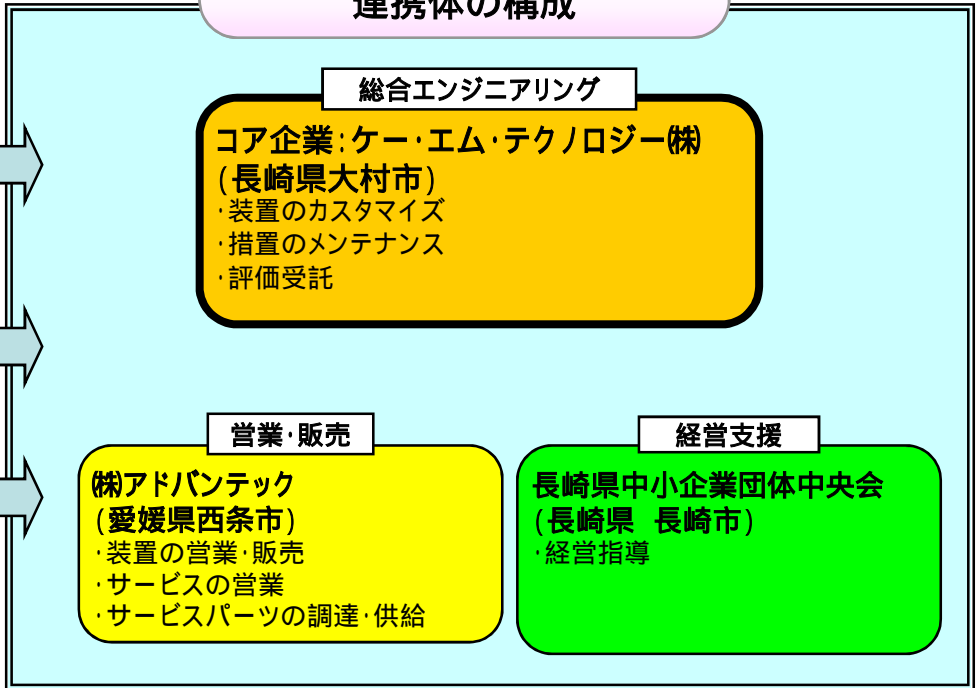 連携体の構成
総合エンジニアリング
コア企業:ケー・エム・テクノロジー㈱
(長崎県大村市)
・装置のカスタマイズ
・措置のメンテナンス
・評価受託
営業・販売
㈱アドバンテック
(愛媛県西条市)
・装置の営業・販売
・サービスの営業
・サービスパーツの調達・供給
経営支援
長崎県中小企業団体中央会
(長崎県 長崎市)
・経営指導